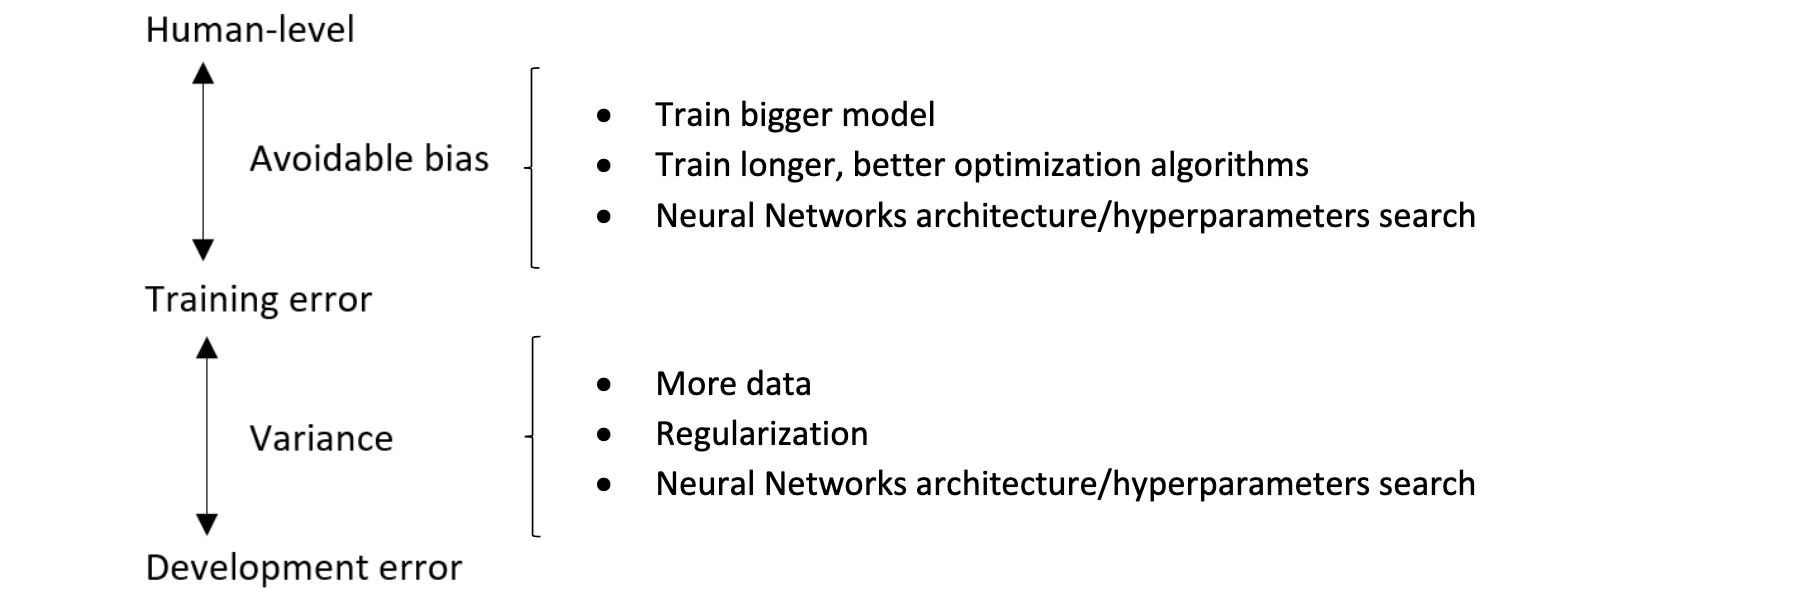 Human-level
Avoidable bias
• Train bigger model
• Train longer, better optimization algorithms
• Neural Networks architecture/hyperparameters search
Training error
Variance
• More data
• Regularization
• Neural Networks architecture/hyperparameters search
Development error